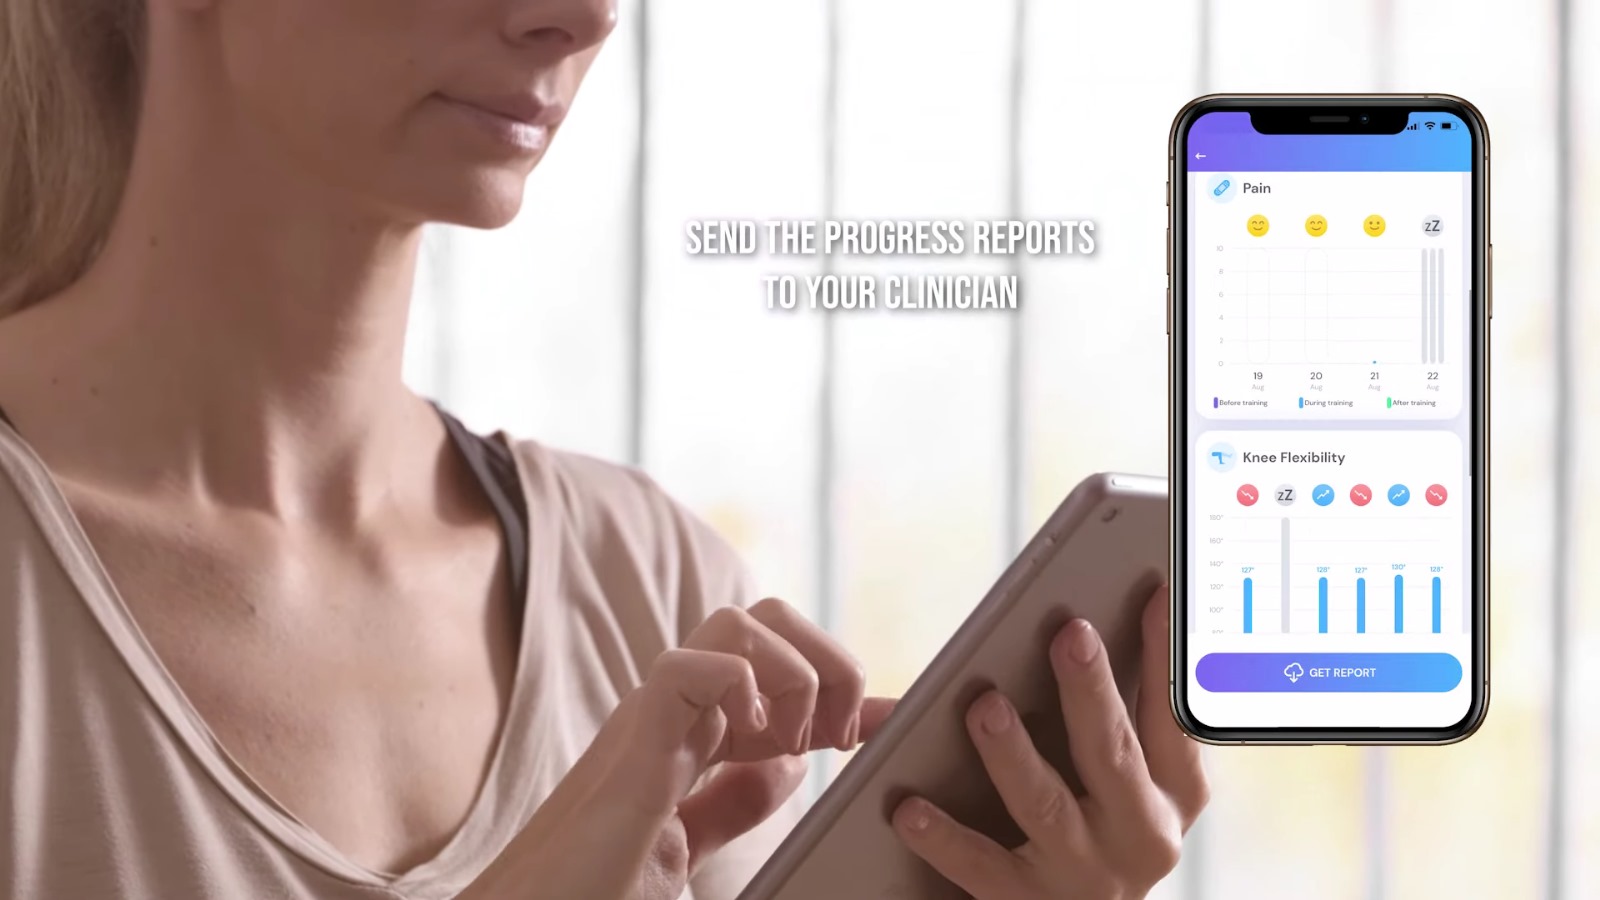 SEND THE PROGRESS REPORTS
TO YOUR CLINICIAN
Pain
zZ
10
8
6
4
2
0
19 20 21 22
Aug Aug Aug Aug
Before training During training After training
Knee Flexibility
zZ
180°
160°
140°
120°
100°
127° 128° 127° 130° 128°
GET REPORT